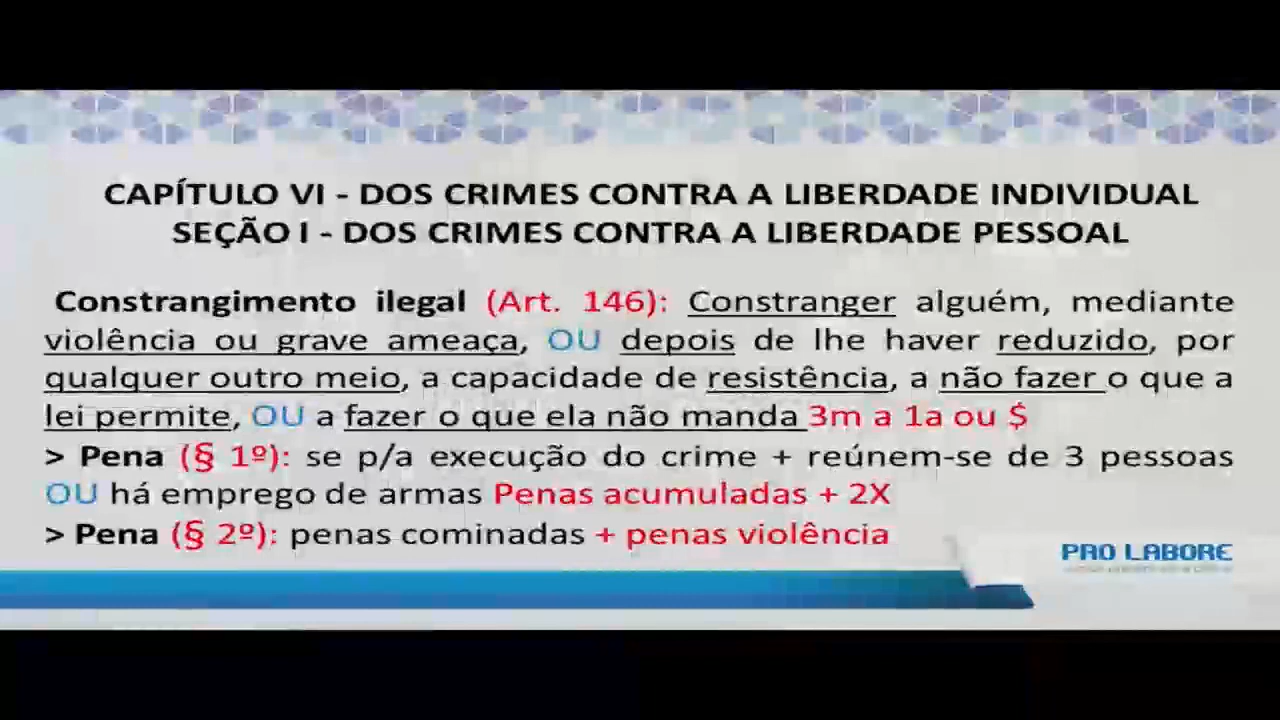 CAPÍTULO VI - DOS CRIMES CONTRA A LIBERDADE INDIVIDUAL
SEÇÃO I - DOS CRIMES CONTRA A LIBERDADE PESSOAL
Constrangimento ilegal (Art. 146): Constranger alguém, mediante
violência ou grave ameaça, OU depois de lhe haver reduzido, por
qualquer outro meio, a capacidade de resistência, a não fazer o que a
lei permite, OU a fazer o que ela não manda 3m a 1a ou $
> Pena (§ 1º): se p/a execução do crime + reúnem-se de 3 pessoas
OU há emprego de armas Penas acumuladas + 2X
> Pena (§ 2º): penas cominadas + penas violência
PRO LABORE